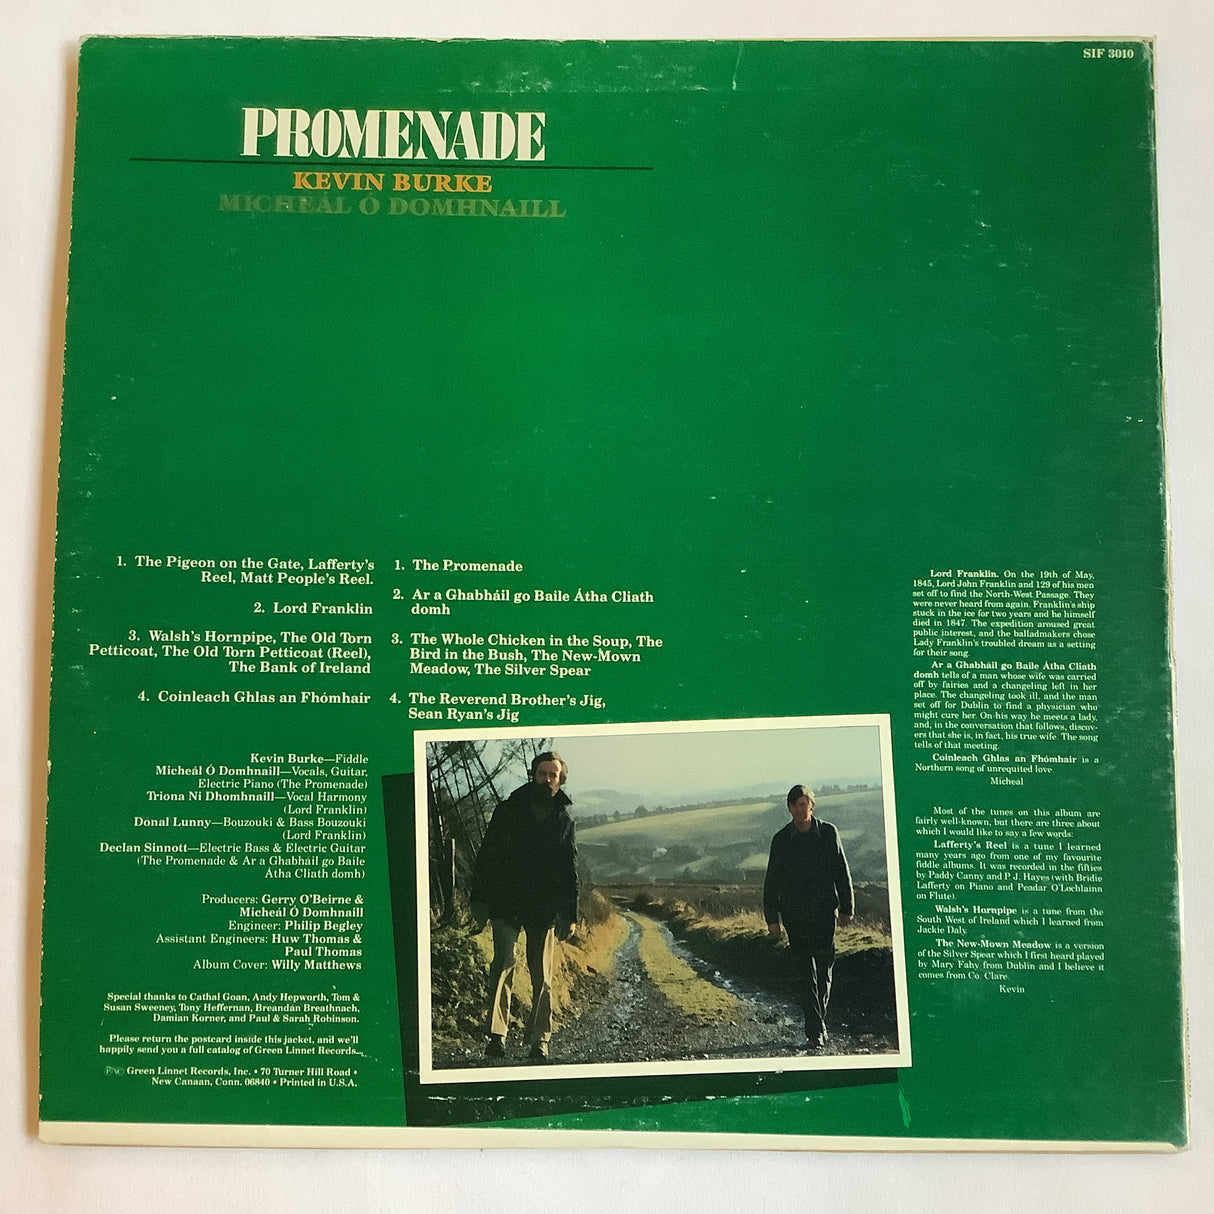 SIF 3010
PROMENADE
KEVIN BURKE
MICHEÁL Ó DOMHNAILL
1. The Pigeon on the Gate, Lafferty's
Reel, Matt People's Reel.
2. Lord Franklin
3. Walsh's Hornpipe, The Old Torn
Petticoat, The Old Torn Petticoat (Reel),
The Bank of Ireland
4. Coinleach Ghlas an Fhómhair
1. The Promenade
2. Ar a Ghabháil go Baile Átha Cliath
domh
3. The Whole Chicken in the Soup, The
Bird in the Bush, The New-Mown
Meadow, The Silver Spear
4. The Reverend Brother's Jig,
Sean Ryan's Jig
Kevin Burke—Fiddle
Micheál Ó Domhnaill—Vocals, Guitar,
Electric Piano (The Promenade)
Triona Ni Dhomhnaill—Vocal Harmony
(Lord Franklin)
Donal Lunny—Bouzouki & Bass Bouzouki
(Lord Franklin)
Declan Sinnott—Electric Bass & Electric Guitar
(The Promenade & Ar a Ghabháil go Baile
Átha Cliath domh)
Producers: Gerry O'Beirne &
Micheál Ó Domhnaill
Engineer: Philip Begley
Assistant Engineers: Huw Thomas &
Paul Thomas
Album Cover: Willy Matthews
Special thanks to Cathal Goan, Andy Hepworth, Tom &
Susan Sweeney, Tony Heffernan, Breandan Breathnach,
Damian Korner, and Paul & Sarah Robinson.
Please return the postcard inside this jacket, and we'll
happily send you a full catalog of Green Linnet Records.
Green Linnet Records, Inc. • 70 Turner Hill Road •
New Canaan, Conn. 06840 • Printed in U.S.A.
Lord Franklin. On the 19th of May,
1845, Lord John Franklin and 129 of his men
set off to find the North-West Passage. They
were never heard from again. Franklin's ship
stuck in the ice for two years and he himself
died in 1847. The expedition aroused great
public interest, and the balladmakers chose
Lady Franklin's troubled dream as a setting
for their song.
Ar a Ghabháil go Baile Átha Cliath
domh tells of a man whose wife was carried
off by fairies and a changeling left in her
place. The changeling took ill, and the man
set off for Dublin to find a physician who
might cure her. On his way he meets a lady,
and, in the conversation that follows, discov-
ers that she is, in fact, his true wife. The song
tells of that meeting.
Coinleach Ghlas an Fhómhair is a
Northern song of unrequited love.
Micheal
Most of the tunes on this album are
fairly well-known, but there are three about
which I would like to say a few words:
Lafferty's Reel is a tune I learned
many years ago from one of my favourite
fiddle albums. It was recorded in the fifties
by Paddy Canny and P.J. Hayes (with Bridie
Lafferty on Piano and Peadar O'Lochlainn
on Flute).
Walsh's Hornpipe is a tune from the
South West of Ireland which I learned from
Jackie Daly.
The New-Mown Meadow is a version
of the Silver Spear which I first heard played
by Mary Fahy from Dublin and I believe it
comes from Co. Clare.
Kevin